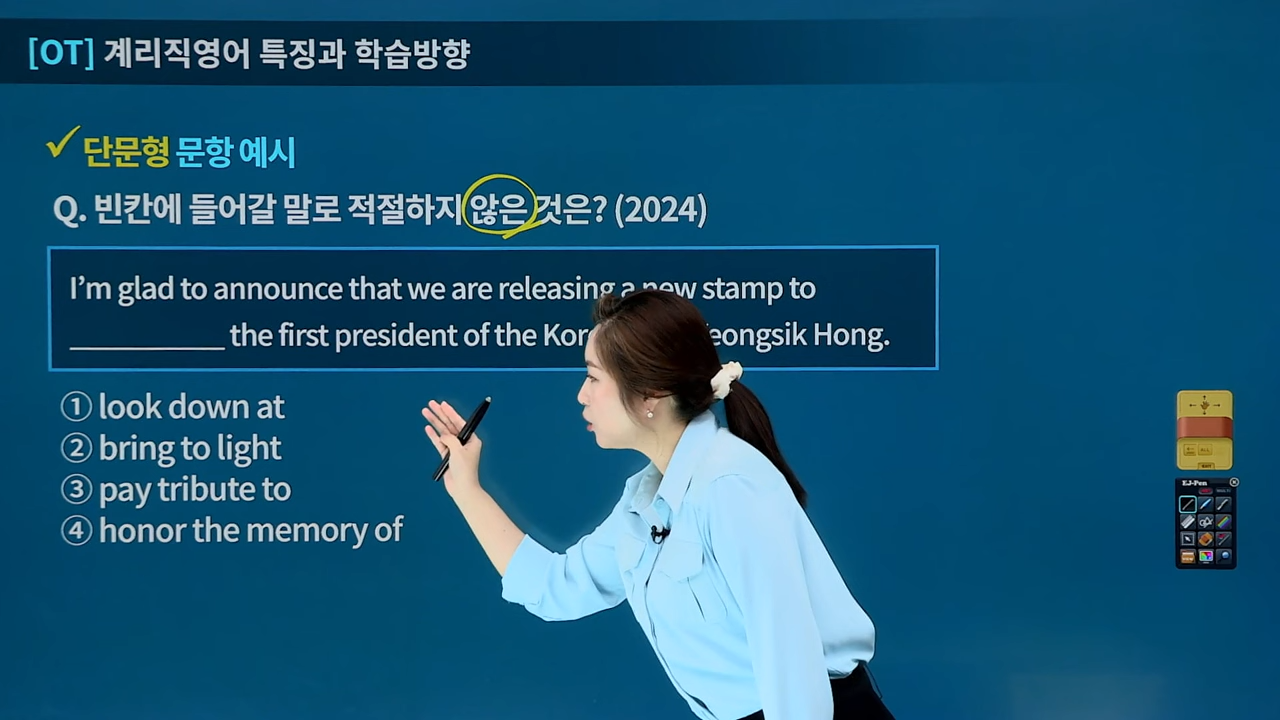 [OT] 계리직영어 특징과 학습방향
단문형 문항 예시
Q. 빈칸에 들어갈 말로 적절하지 않은 것은? (2024)
I'm glad to announce that we are releasing a new stamp to
__________ the first president of the Hong.
① look down at
② bring to light
③ pay tribute to
④ honor the memory of
EJ-Pen